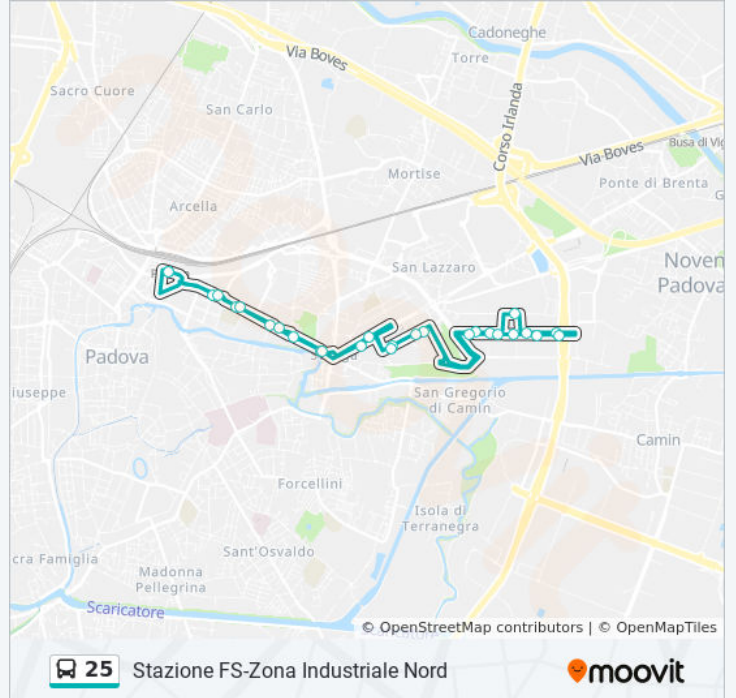 Cadoneghe
Via Boves
Torre
Sacro Cuore
San Carlo
Corso Irlanda
Via Boves
Busa di Vig
Mortise
Ponte di Brenta
Arcella
San Lazzaro
Noven
Padova
Padova
iuseppe
San Gregorio
di Camin
Camin
Forcellini
Isola di
Terranegra
Sant'Osvaldo
cra Famiglia
Madonna
Pellegrina
Scaricatore
© OpenStreetMap contributors | © OpenMapTiles
25 Stazione FS-Zona Industriale Nord
moovit